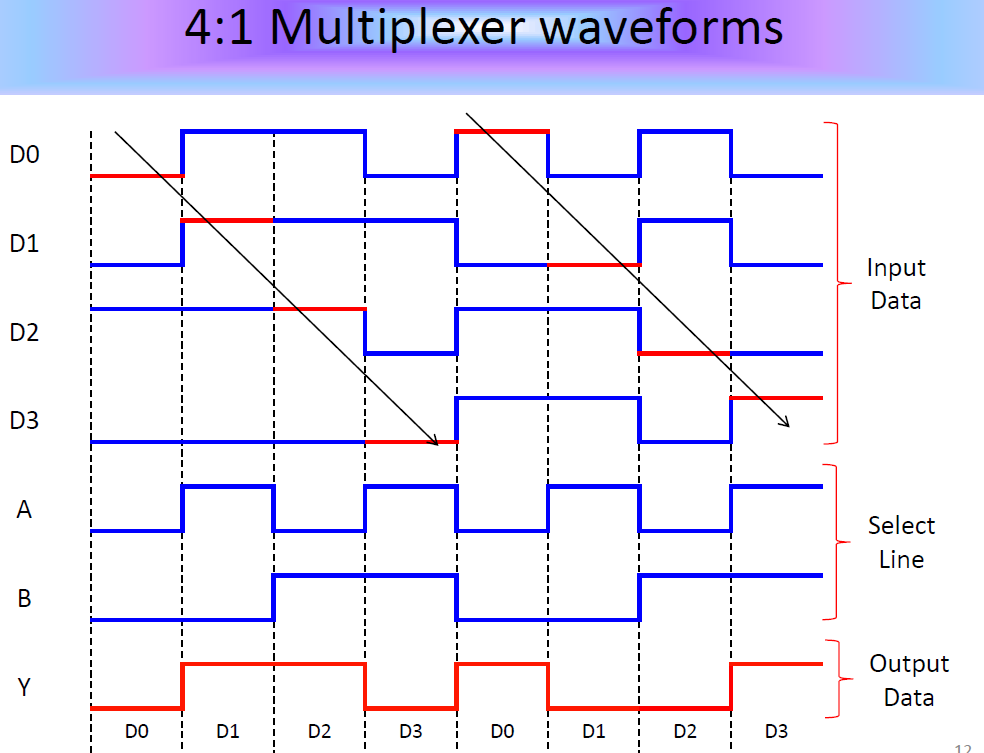 4:1 Multiplexer waveforms
D0
D1
D2
D3
A
B
Y
Input
Data
Select
Line
Output
Data
D0 D1 D2 D3 D0 D1 D2 D3
12